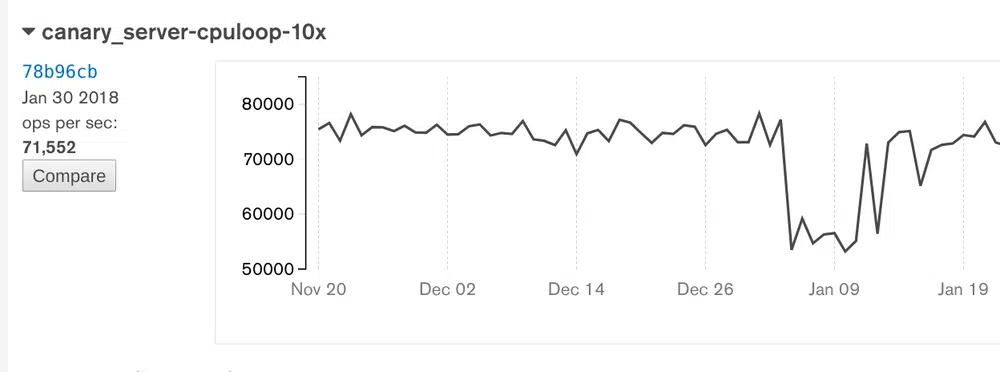 canary_server-cpuloop-10x
78b96cb
Jan 30 2018
ops per sec:
71,552
Compare
80000
70000
60000
50000
Nov 20 Dec 02 Dec 14 Dec 26 Jan 09 Jan 19